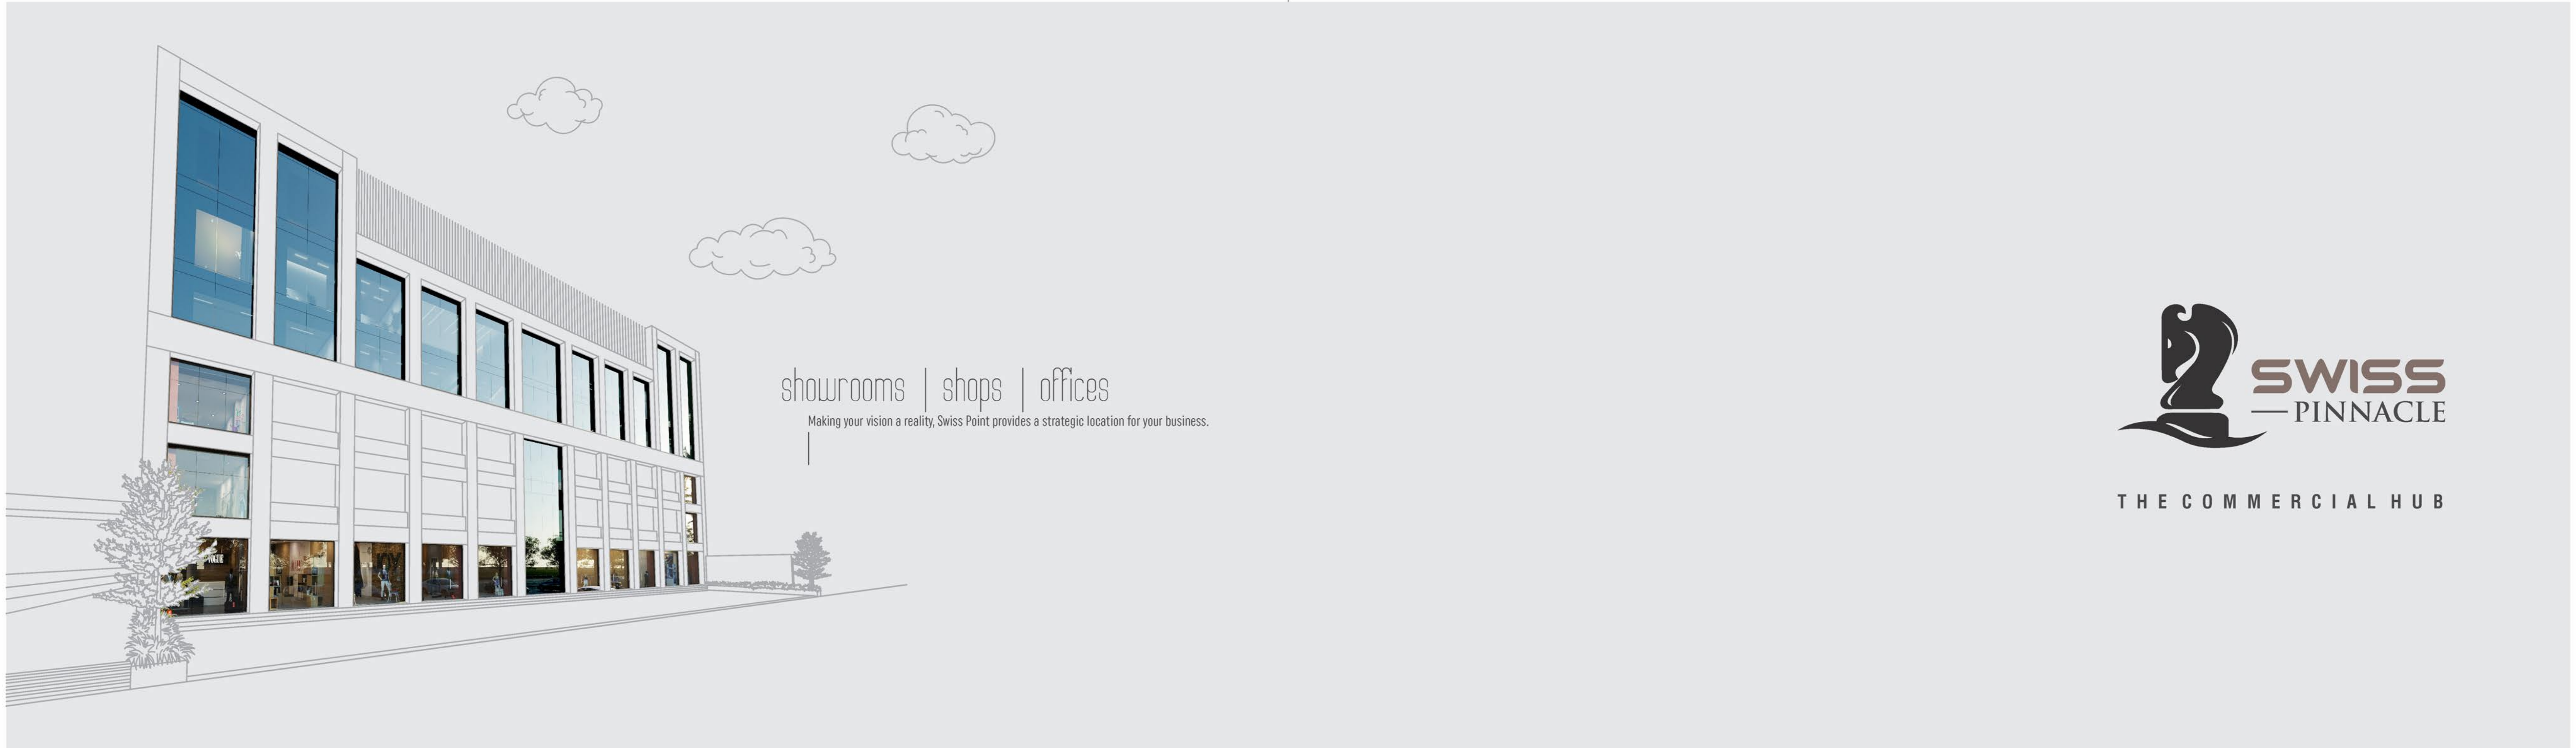 showrooms | shops | offices
Making your vision a reality, Swiss Point provides a strategic location for your business.
SWISS
PINNACLE
THE COMMERCIAL HUB